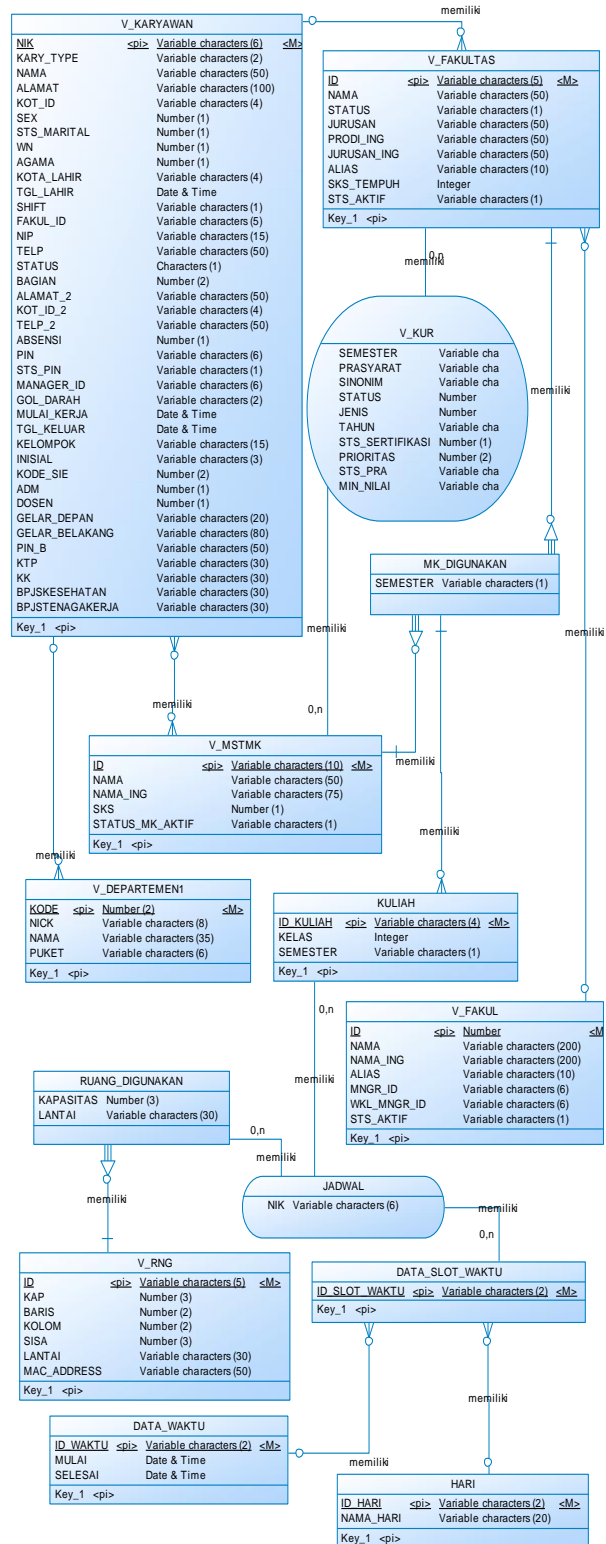 memiliki
V_KARYAWAN
NIK <pi> Variable characters (6) <M>
KARY_TYPE Variable characters (2)
NAMA Variable characters (50)
ALAMAT Variable characters (100)
KOT_ID Variable characters (4)
SEX Number (1)
STS_MARITAL Number (1)
WN Number (1)
AGAMA Number (1)
KOTA_LAHIR Variable characters (4)
TGL_LAHIR Date & Time
SHIFT Variable characters (1)
FAKUL_ID Variable characters (5)
NIP Variable characters (15)
TELP Variable characters (50)
STATUS Characters (1)
BAGIAN Number (2)
ALAMAT_2 Variable characters (50)
KOT_ID_2 Variable characters (4)
TELP_2 Variable characters (50)
ABSENSI Number (1)
PIN Variable characters (6)
STS_PIN Variable characters (1)
MANAGER_ID Variable characters (6)
GOL_DARAH Variable characters (2)
MULAI_KERJA Date & Time
TGL_KELUAR Date & Time
KELOMPOK Variable characters (15)
INISIAL Variable characters (3)
KODE_SIE Number (2)
ADM Number (1)
DOSEN Number (1)
GELAR_DEPAN Variable characters (20)
GELAR_BELAKANG Variable characters (80)
PIN_B Variable characters (50)
KTP Variable characters (30)
KK Variable characters (30)
BPJSKESEHATAN Variable characters (30)
BPJSTENAGAKERJA Variable characters (30)
Key_1 <pi>
V_FAKULTAS
ID <pi> Variable characters (5) <M>
NAMA Variable characters (50)
STATUS Variable characters (1)
JURUSAN Variable characters (50)
PRODI_ING Variable characters (50)
JURUSAN_ING Variable characters (50)
ALIAS Variable characters (10)
SKS_TEMPUH Integer
STS_AKTIF Variable characters (1)
Key_1 <pi>
0,n
memiliki
V_KUR
SEMESTER Variable cha
PRASYARAT Variable cha
SINONIM Variable cha
STATUS Number
JENIS Number
TAHUN Variable cha
STS_SERTIFIKASI Number (1)
PRIORITAS Number (2)
STS_PRA Variable cha
MIN_NILAI Variable cha
memiliki
MK_DIGUNAKAN
SEMESTER Variable characters (1)
memiliki
memiliki
0,n
V_MSTMK
ID <pi> Variable characters (10) <M>
NAMA Variable characters (50)
NAMA_ING Variable characters (75)
SKS Number (1)
STATUS_MK_AKTIF Variable characters (1)
Key_1 <pi>
memiliki
memiliki
memiliki
memiliki
V_DEPARTEMEN1
KODE <pi> Number (2) <M>
NICK Variable characters (8)
NAMA Variable characters (35)
PUKET Variable characters (6)
Key_1 <pi>
KULIAH
ID_KULIAH <pi> Variable characters (4) <M>
KELAS Integer
SEMESTER Variable characters (1)
Key_1 <pi>
0,n
memiliki
V_FAKUL
ID <pi> Number <M
NAMA Variable characters (200)
NAMA_ING Variable characters (200)
ALIAS Variable characters (10)
MNGR_ID Variable characters (6)
WKL_MNGR_ID Variable characters (6)
STS_AKTIF Variable characters (1)
Key_1 <pi>
RUANG_DIGUNAKAN
KAPASITAS Number (3)
LANTAI Variable characters (30)
0,n
memiliki
memiliki
JADWAL
NIK Variable characters (6)
memiliki
0,n
V_RNG
ID <pi> Variable characters (5) <M>
KAP Number (3)
BARIS Number (2)
KOLOM Number (2)
SISA Number (3)
LANTAI Variable characters (30)
MAC_ADDRESS Variable characters (50)
Key_1 <pi>
DATA_SLOT_WAKTU
ID_SLOT_WAKTU <pi> Variable characters (2) <M>
Key_1 <pi>
memiliki
DATA_WAKTU
ID_WAKTU <pi> Variable characters (2) <M>
MULAI Date & Time
SELESAI Date & Time
Key_1 <pi>
memiliki
HARI
ID_HARI <pi> Variable characters (2) <M>
NAMA_HARI Variable characters (20)
Key_1 <pi>